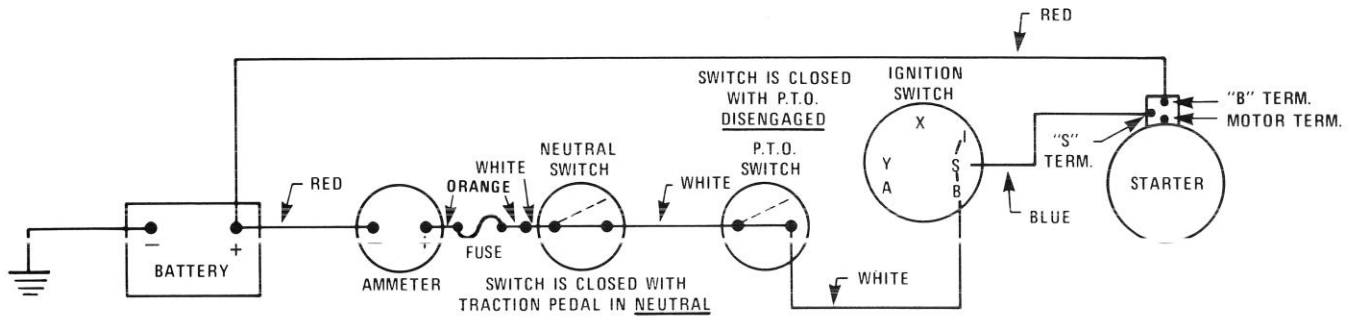 RED
SWITCH IS CLOSED
WITH P.T.O.
DISENGAGED
IGNITION
SWITCH
X
I
Y
S
A
B
"B" TERM.
MOTOR TERM.
"S"
TERM.
STARTER
BLUE
NEUTRAL
SWITCH
P.T.O.
SWITCH
WHITE
ORANGE
RED
WHITE
− +
BATTERY
− +
AMMETER
FUSE
SWITCH IS CLOSED WITH
TRACTION PEDAL IN NEUTRAL
WHITE